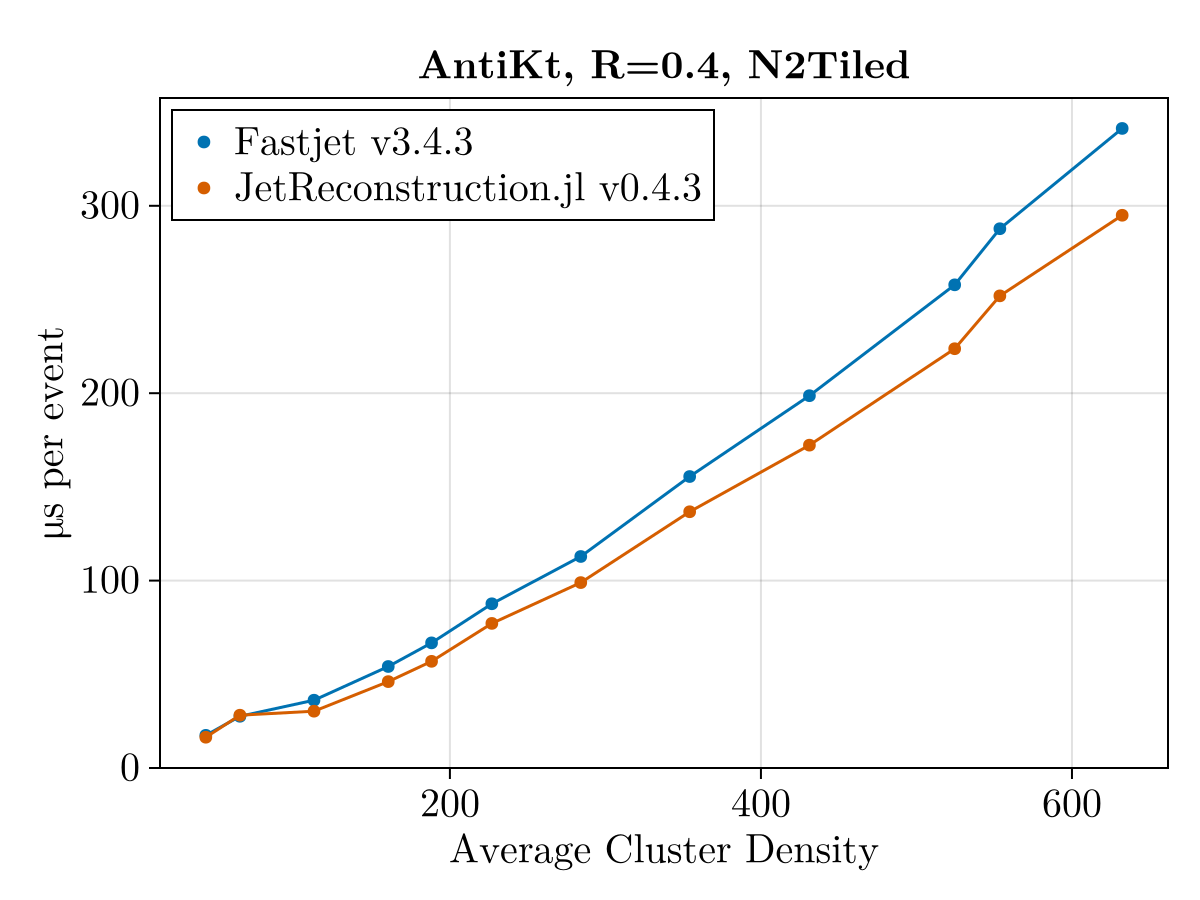 AntiKt, R=0.4, N2Tiled
Fastjet v3.4.3
JetReconstruction.jl v0.4.3
µs per event
300
200
100
0
200 400 600
Average Cluster Density